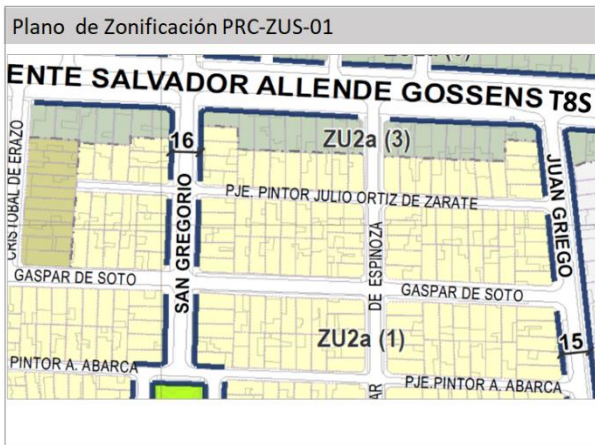 Plano de Zonificación PRC-ZUS-01
ENTE SALVADOR ALLENDE GOSSENS T8S
CRISTOBAL DE ERAZO
16
ZU2a (3)
SAN GREGORIO
PJE. PINTOR JULIO ORTIZ DE ZARATE
JUAN GRIEGO
GASPAR DE SOTO
DE ESPINOZA
GASPAR DE SOTO
ZU2a (1)
15
PINTOR A. ABARCA
AR
PJE.PINTOR A. ABARCA